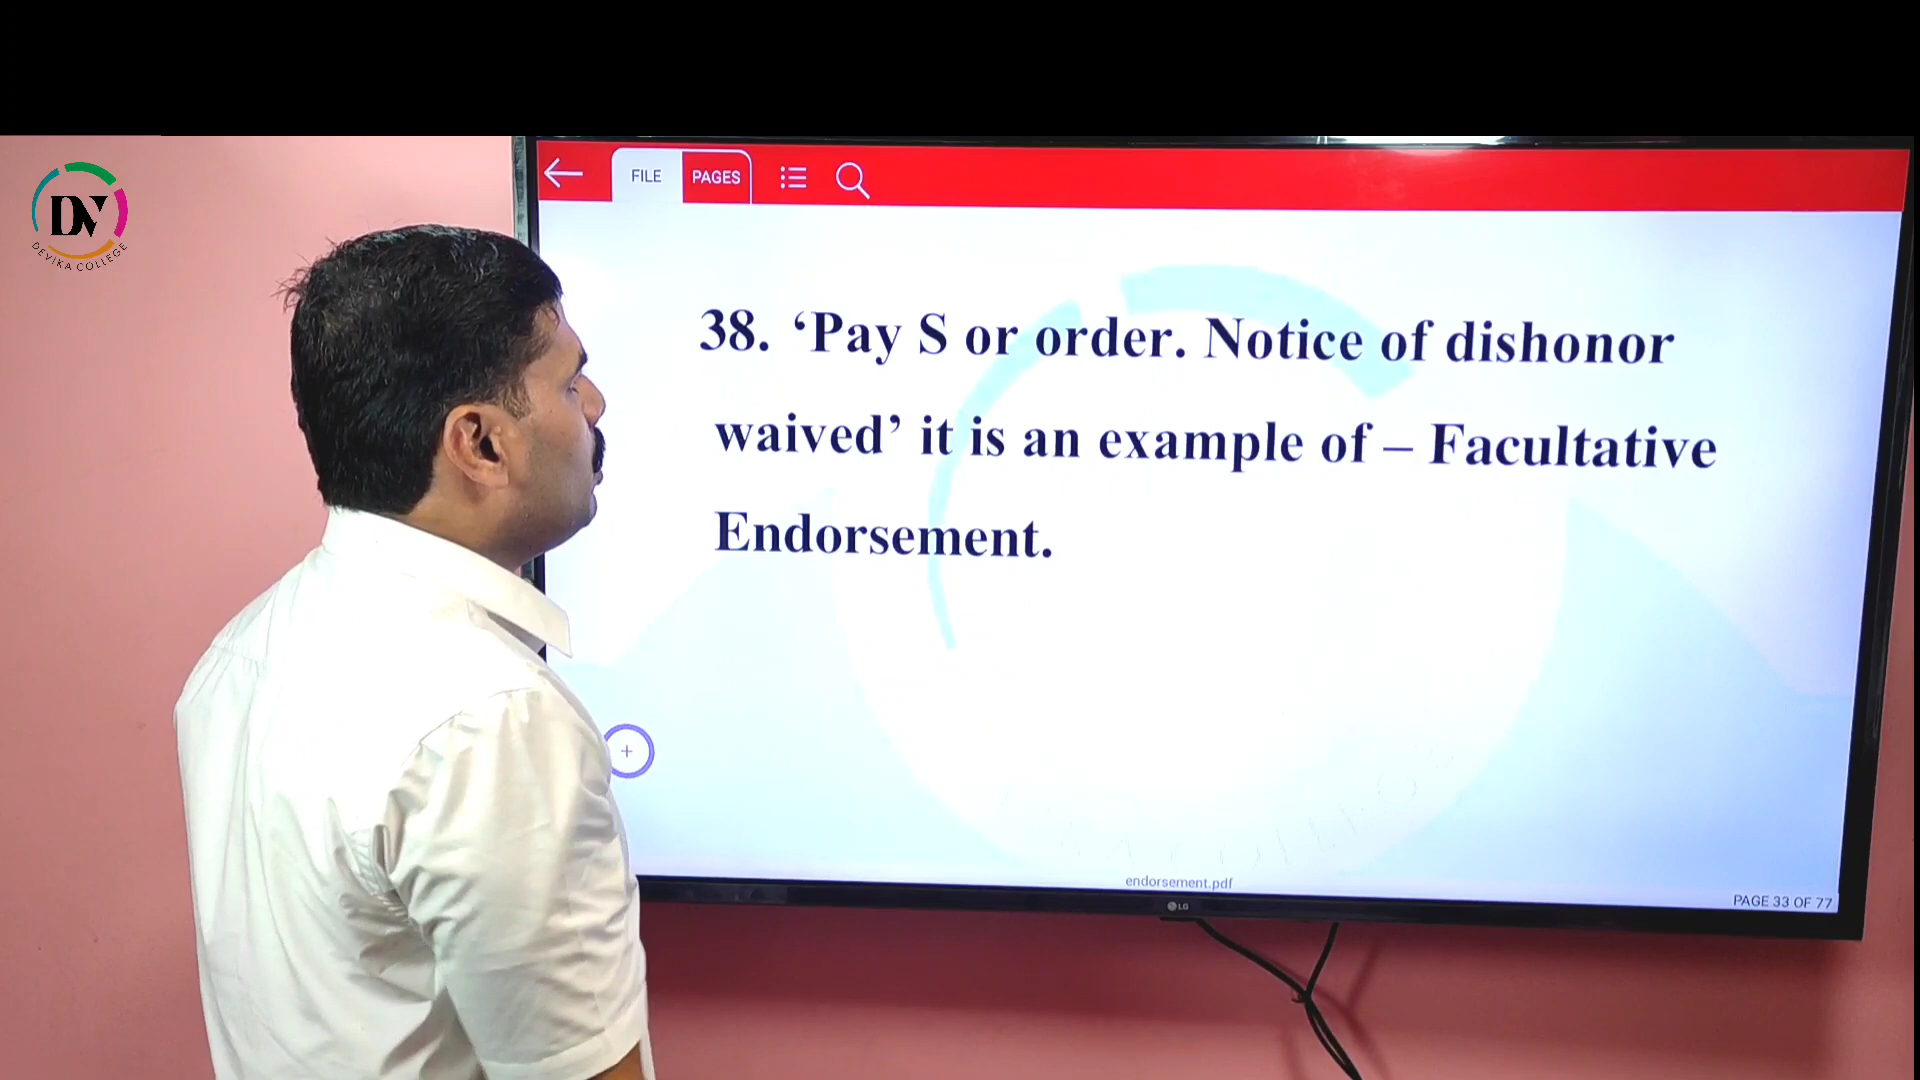 DV
DEVIKA COLLEGE
FILE PAGES
38. ‘Pay S or order. Notice of dishonor
waived’ it is an example of – Facultative
Endorsement.
+
endorsement.pdf
PAGE 33 OF 77
LG